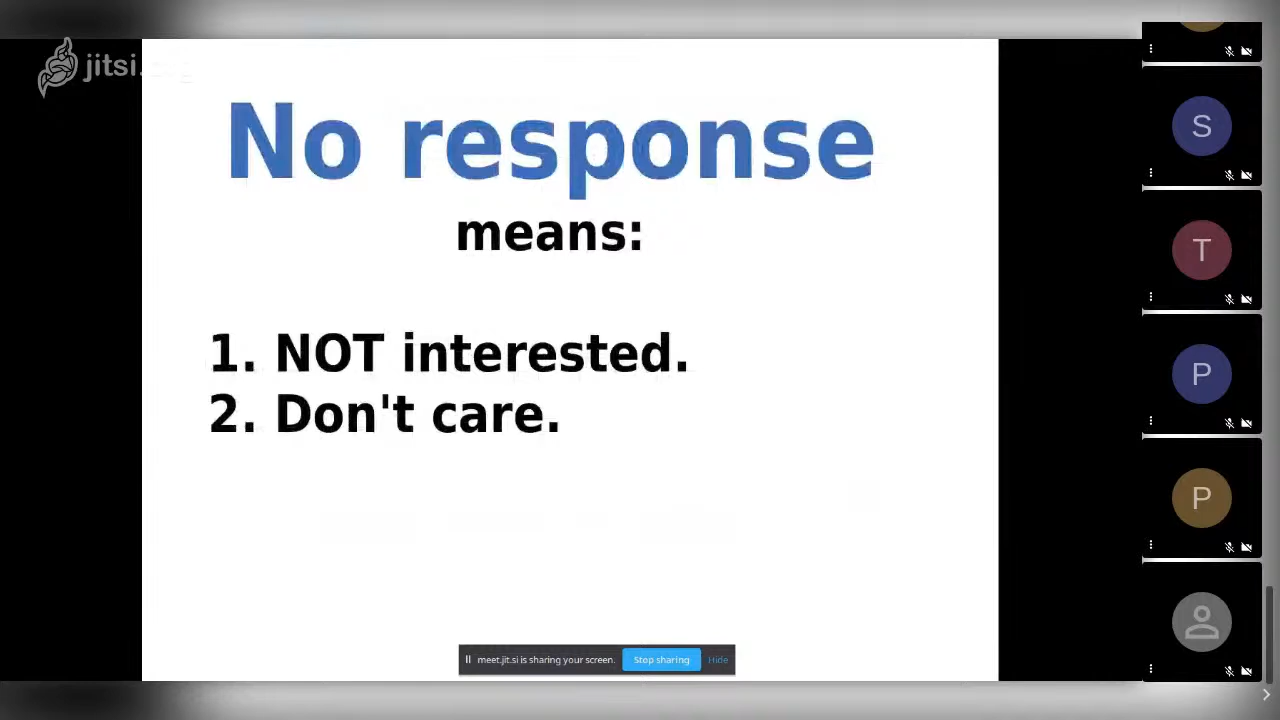 jitsi
No response
means:
1. NOT interested.
2. Don't care.
S
T
P
P
meet.jit.si is sharing your screen. Stop sharing Hide